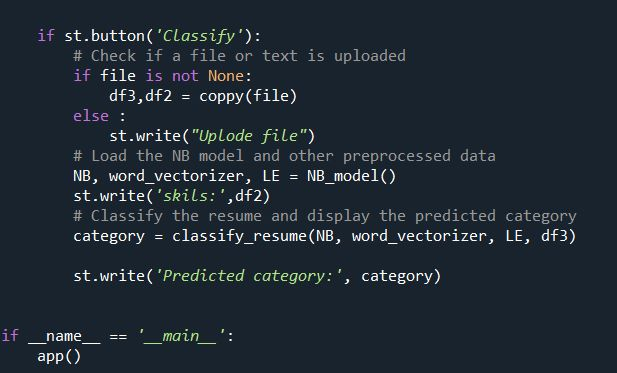 if st.button('Classify'):
# Check if a file or text is uploaded
if file is not None:
df3,df2 = coppy(file)
else :
st.write("Uplode file")
# Load the NB model and other preprocessed data
NB, word_vectorizer, LE = NB_model()
st.write('skils:',df2)
# Classify the resume and display the predicted category
category = classify_resume(NB, word_vectorizer, LE, df3)
st.write('Predicted category:', category)
if __name__ == '__main__':
app()